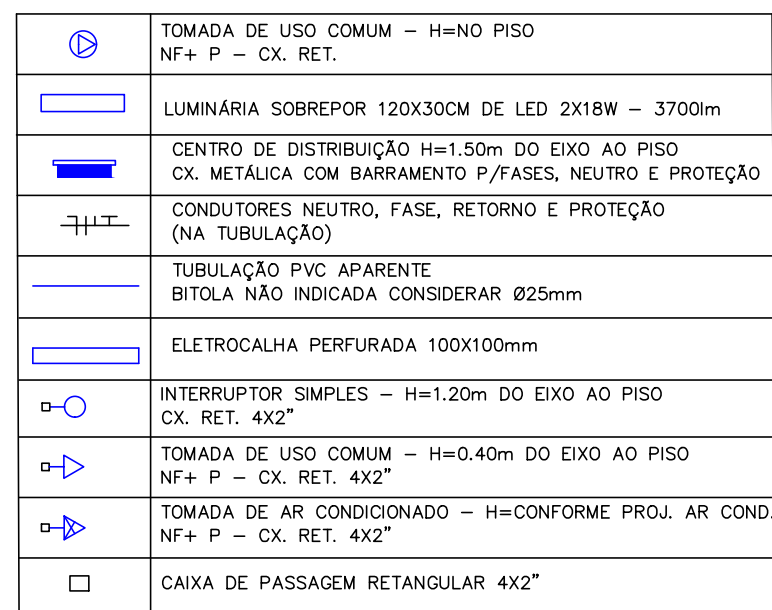 TOMADA DE USO COMUM – H=NO PISO
NF+ P – CX. RET.
LUMINÁRIA SOBREPOR 120X30CM DE LED 2X18W – 3700lm
CENTRO DE DISTRIBUIÇÃO H=1.50m DO EIXO AO PISO
CX. METÁLICA COM BARRAMENTO P/FASES, NEUTRO E PROTEÇÃO
CONDUTORES NEUTRO, FASE, RETORNO E PROTEÇÃO
(NA TUBULAÇÃO)
TUBULAÇÃO PVC APARENTE
BITOLA NÃO INDICADA CONSIDERAR Ø25mm
ELETROCALHA PERFURADA 100X100mm
INTERRUPTOR SIMPLES – H=1.20m DO EIXO AO PISO
CX. RET. 4X2”
TOMADA DE USO COMUM – H=0.40m DO EIXO AO PISO
NF+ P – CX. RET. 4X2”
TOMADA DE AR CONDICIONADO – H=CONFORME PROJ. AR COND.
NF+ P – CX. RET. 4X2”
CAIXA DE PASSAGEM RETANGULAR 4X2”